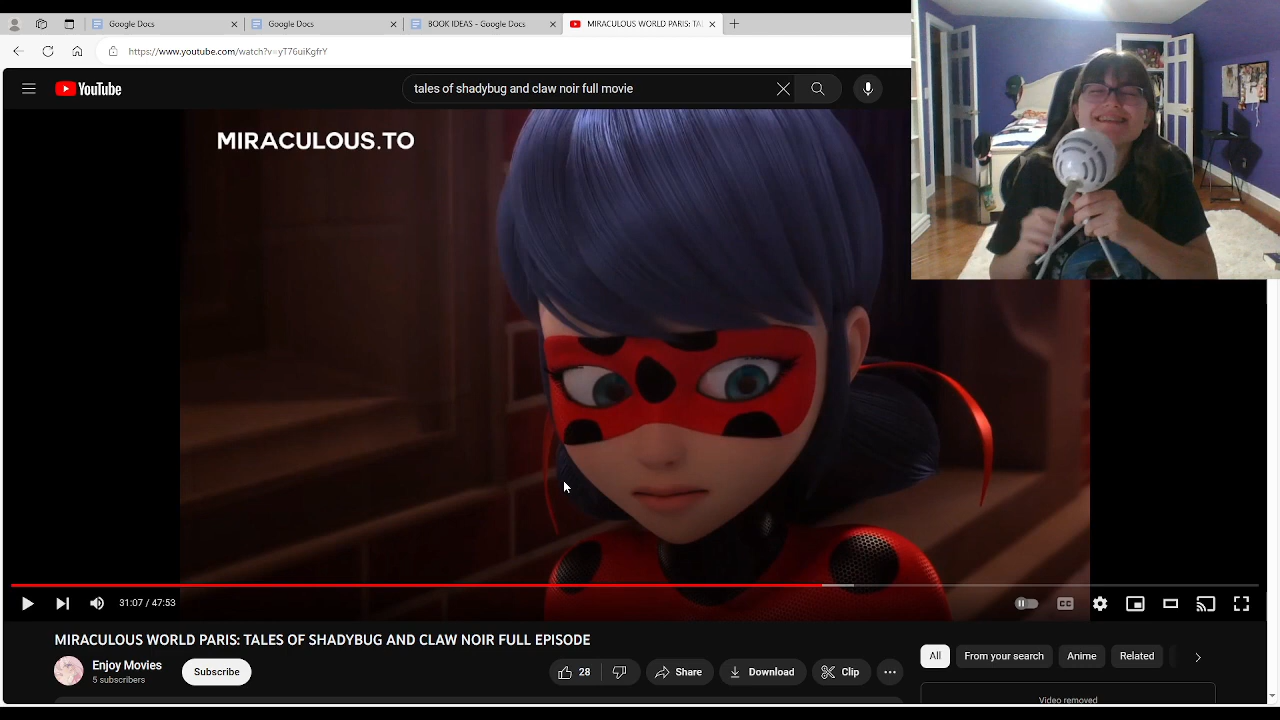 Google Docs
Google Docs
BOOK IDEAS - Google Docs
MIRACULOUS WORLD PARIS: TAL
https://www.youtube.com/watch?v=yT76uiKgfrY
YouTube
tales of shadybug and claw noir full movie
MIRACULOUS.TO
31:07 / 47:53
CC
MIRACULOUS WORLD PARIS: TALES OF SHADYBUG AND CLAW NOIR FULL EPISODE
Enjoy Movies
5 subscribers
Subscribe
28
Share
Download
Clip
All
From your search
Anime
Related
Video removed